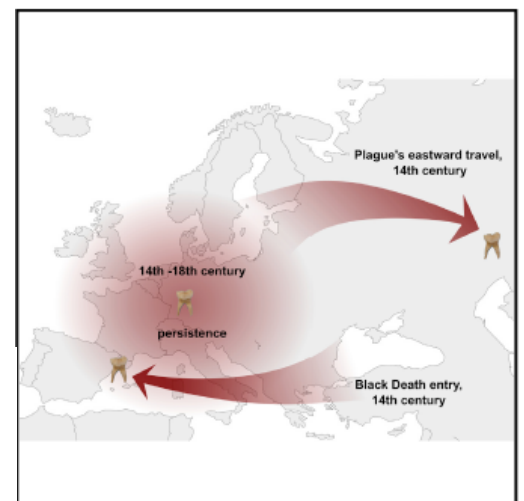 Plague's eastward travel,
14th century
14th -18th century
persistence
Black Death entry,
14th century